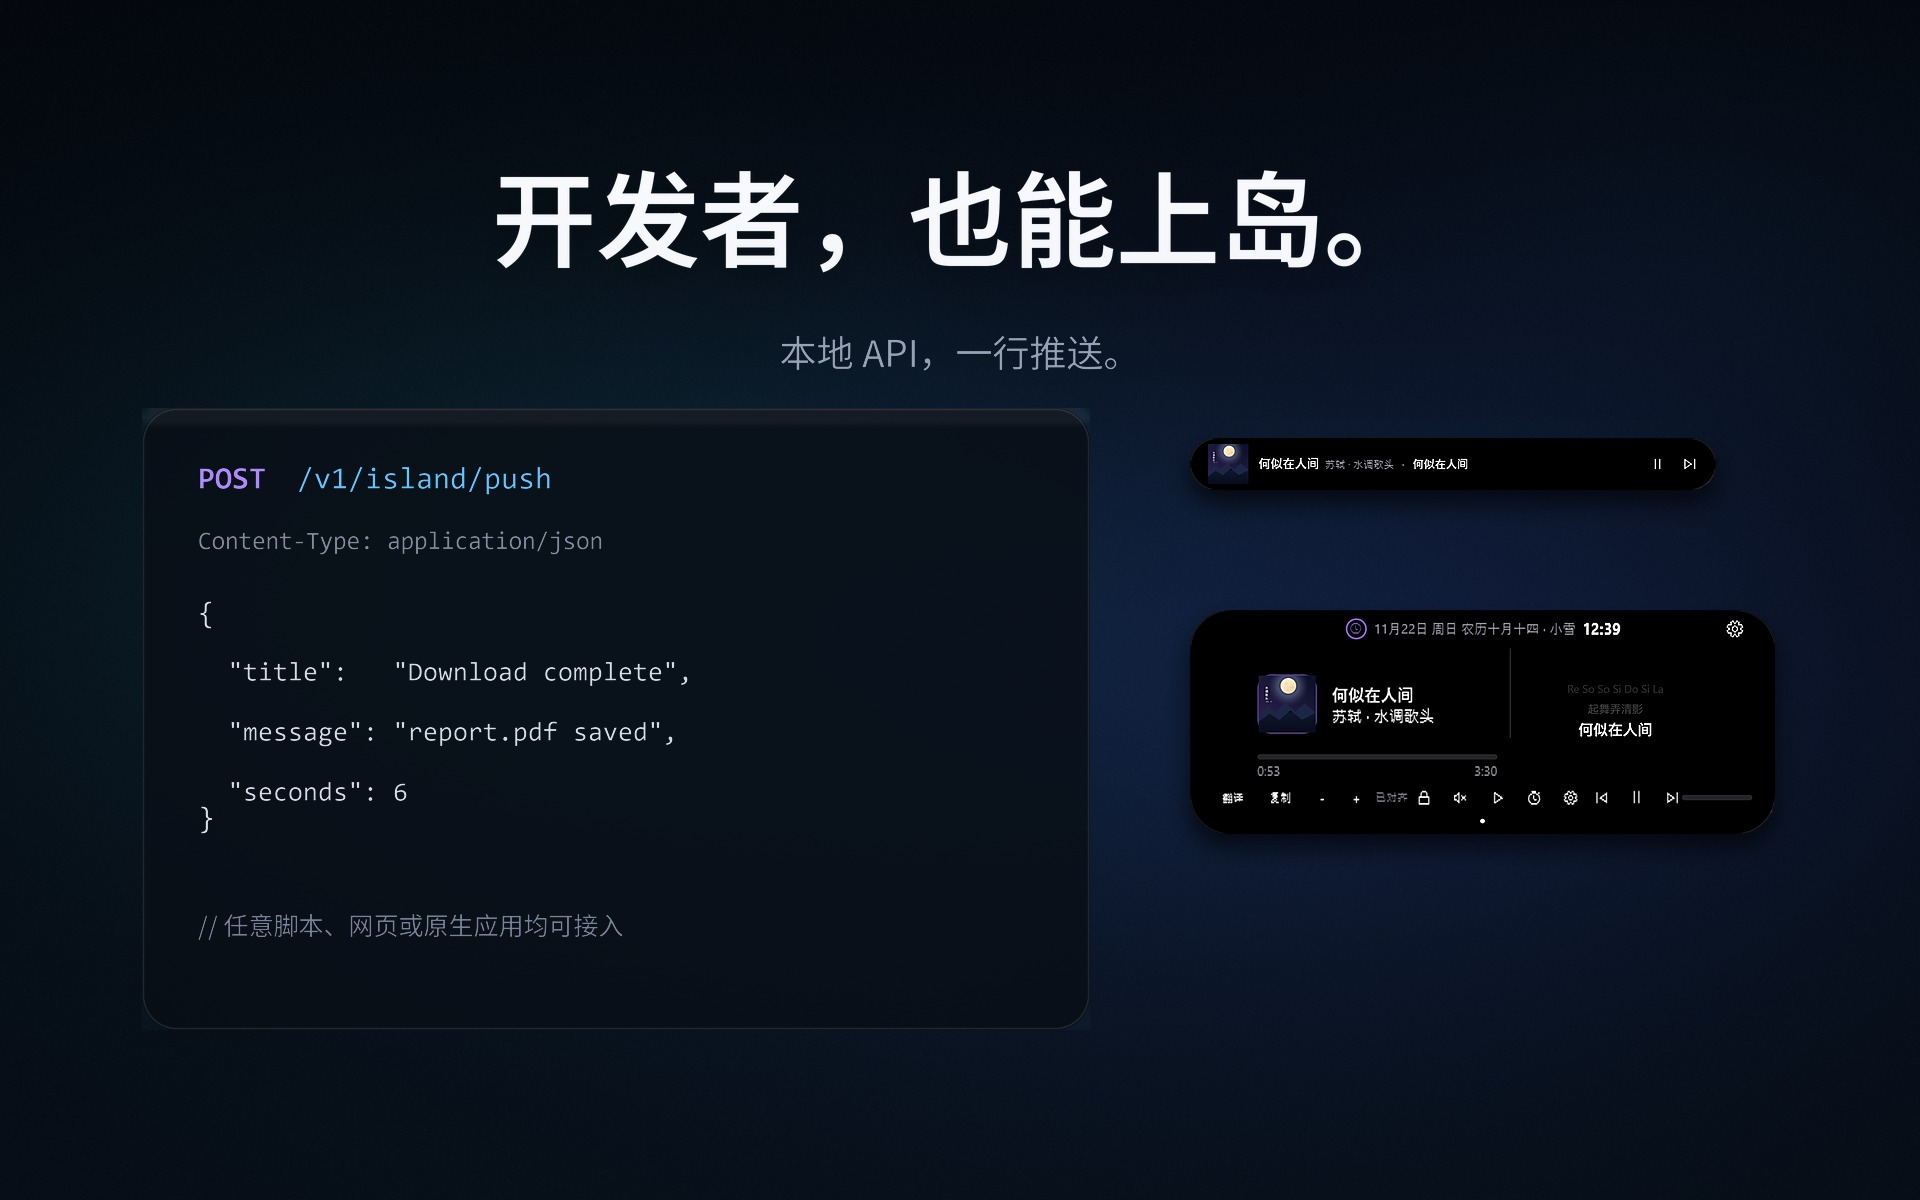 开发者，也能上岛。
本地 API，一行推送。
POST /v1/island/push
Content-Type: application/json
{
"title": "Download complete",
"message": "report.pdf saved",
"seconds": 6
}
// 任意脚本、网页或原生应用均可接入
何似在人间 苏轼 · 水调歌头 · 何似在人间
11月22日 周日 农历十月十四 · 小雪 12:39
何似在人间
苏轼 · 水调歌头
Re So So Si Do Si La
起舞弄清影
何似在人间
0:53 3:30
翻译 复制 - + 已对齐